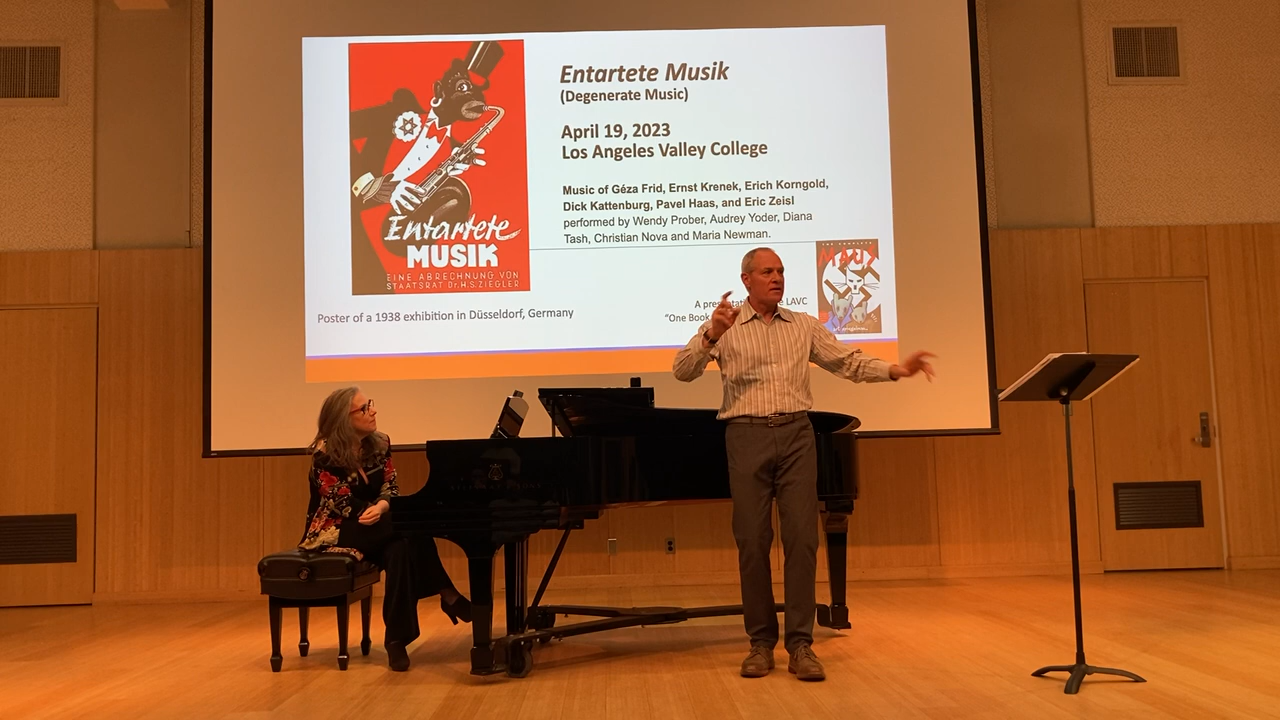 Entartete
MUSIK
EINE ABRECHNUNG VON
STAATSRAT Dr. H.S. ZIEGLER
Poster of a 1938 exhibition in Düsseldorf, Germany
Entartete Musik
(Degenerate Music)
April 19, 2023
Los Angeles Valley College
Music of Géza Frid, Ernst Krenek, Erich Korngold,
Dick Kattenburg, Pavel Haas, and Eric Zeisl
performed by Wendy Prober, Audrey Yoder, Diana
Tash, Christian Nova and Maria Newman.
THE COMPLETE
MAUS
A LAVC
"One Book